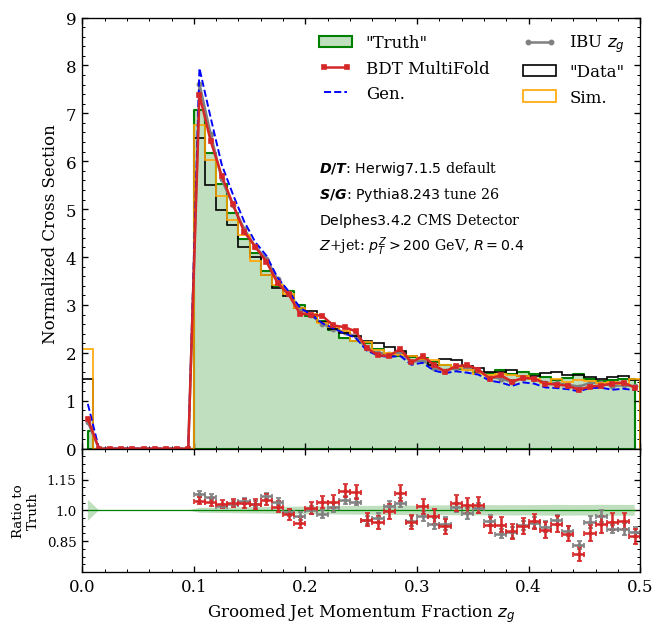 9
8
7
6
5
4
3
2
1
0
Normalized Cross Section
"Truth"
BDT MultiFold
Gen.
IBU $z_g$
"Data"
Sim.
D/T: Herwig7.1.5 default
S/G: Pythia8.243 tune 26
Delphes3.4.2 CMS Detector
Z+jet: $p_T^Z > 200$ GeV, $R = 0.4$
1.15
1.0
0.85
Ratio to
Truth
0.0 0.1 0.2 0.3 0.4 0.5
Groomed Jet Momentum Fraction $z_g$